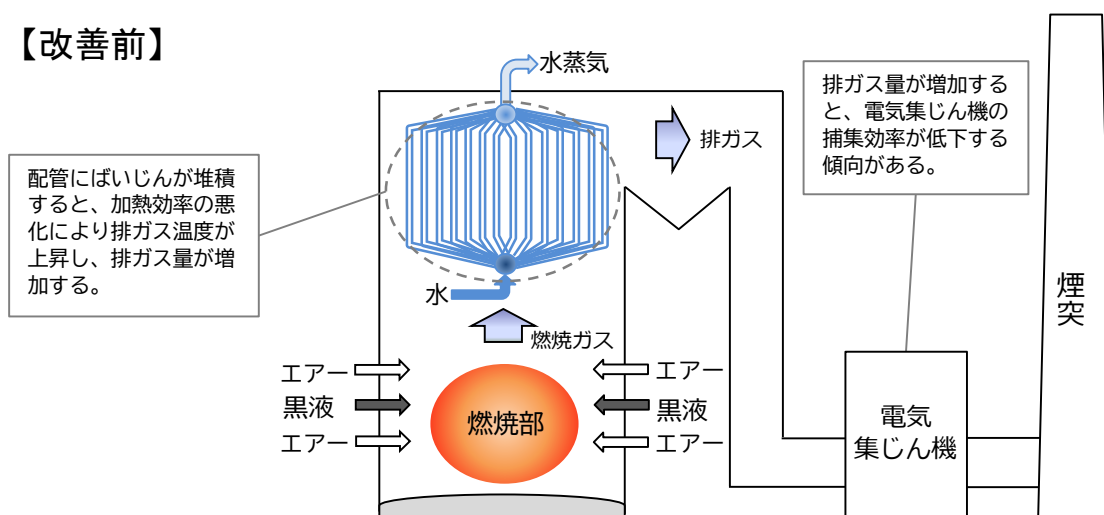 【改善前】
水蒸気
排ガス量が増加する
と、電気集じん機の
捕集効率が低下する
傾向がある。
排ガス
配管にばいじんが堆積
すると、加熱効率の悪
化により排ガス温度が
上昇し、排ガス量が増
加する。
水
燃焼ガス
煙突
エアー
エアー
黒液
燃焼部
黒液
エアー
エアー
電気
集じん機